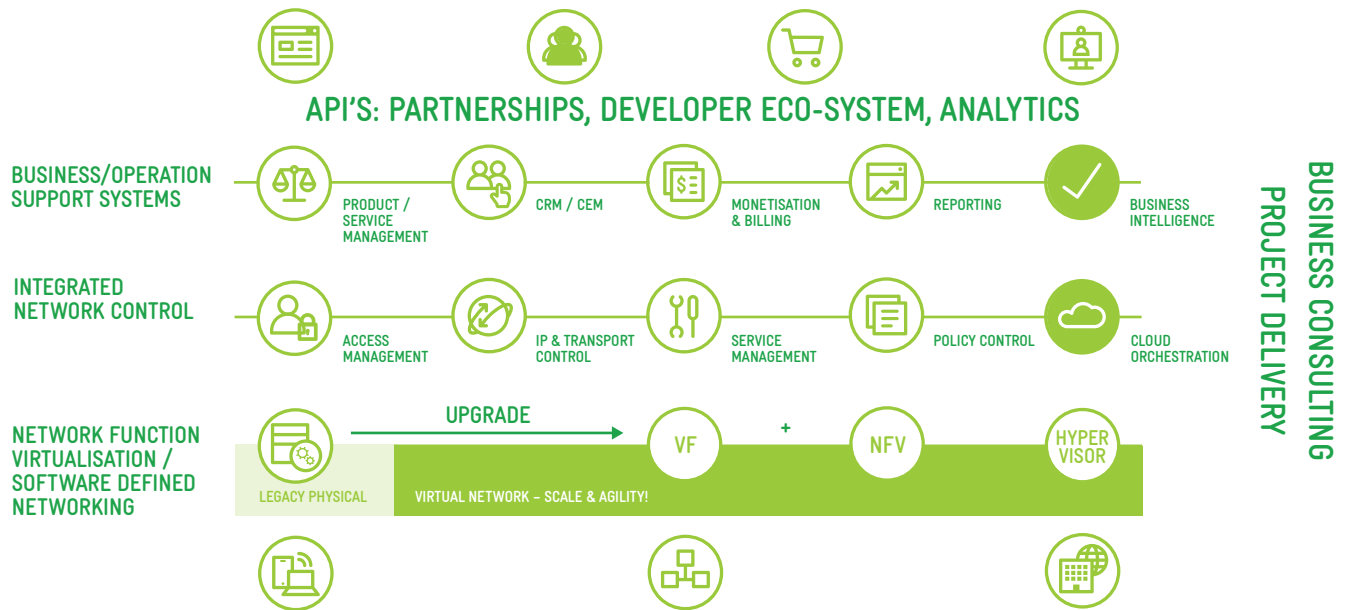 API'S: PARTNERSHIPS, DEVELOPER ECO-SYSTEM, ANALYTICS
BUSINESS/OPERATION
SUPPORT SYSTEMS
PRODUCT /
SERVICE
MANAGEMENT
CRM / CEM
$
MONETISATION
& BILLING
REPORTING
BUSINESS
INTELLIGENCE
INTEGRATED
NETWORK CONTROL
ACCESS
MANAGEMENT
IP & TRANSPORT
CONTROL
SERVICE
MANAGEMENT
POLICY CONTROL
CLOUD
ORCHESTRATION
NETWORK FUNCTION
VIRTUALISATION /
SOFTWARE DEFINED
NETWORKING
UPGRADE
VF
+
NFV
HYPER
VISOR
LEGACY PHYSICAL
VIRTUAL NETWORK – SCALE & AGILITY!
BUSINESS CONSULTING
PROJECT DELIVERY